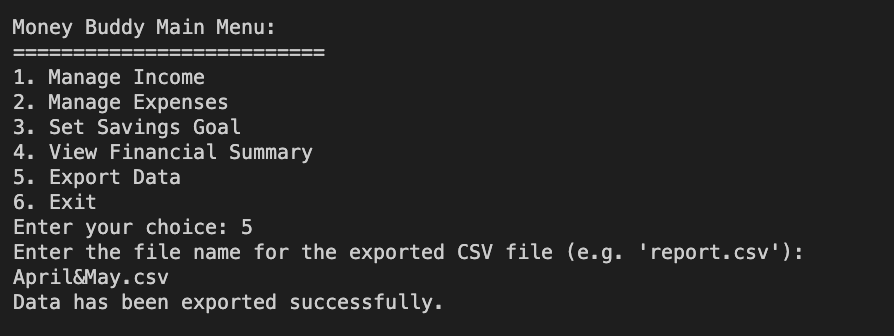 Money Buddy Main Menu:
==========================
1. Manage Income
2. Manage Expenses
3. Set Savings Goal
4. View Financial Summary
5. Export Data
6. Exit
Enter your choice: 5
Enter the file name for the exported CSV file (e.g. 'report.csv'):
April&May.csv
Data has been exported successfully.